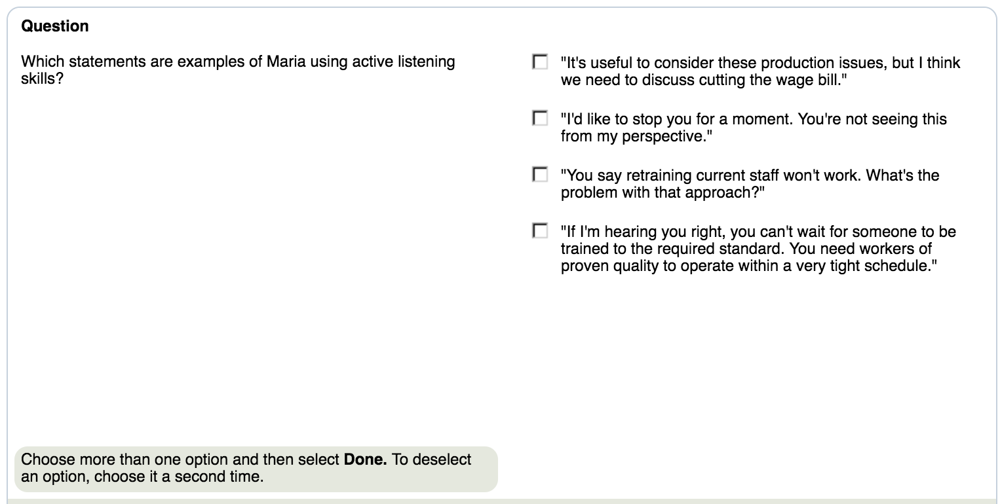 Question
Which statements are examples of Maria using active listening
skills?
"It's useful to consider these production issues, but I think
we need to discuss cutting the wage bill."
"I'd like to stop you for a moment. You're not seeing this
from my perspective."
"You say retraining current staff won't work. What's the
problem with that approach?"
"If I'm hearing you right, you can't wait for someone to be
trained to the required standard. You need workers of
proven quality to operate within a very tight schedule."
Choose more than one option and then select Done. To deselect
an option, choose it a second time.